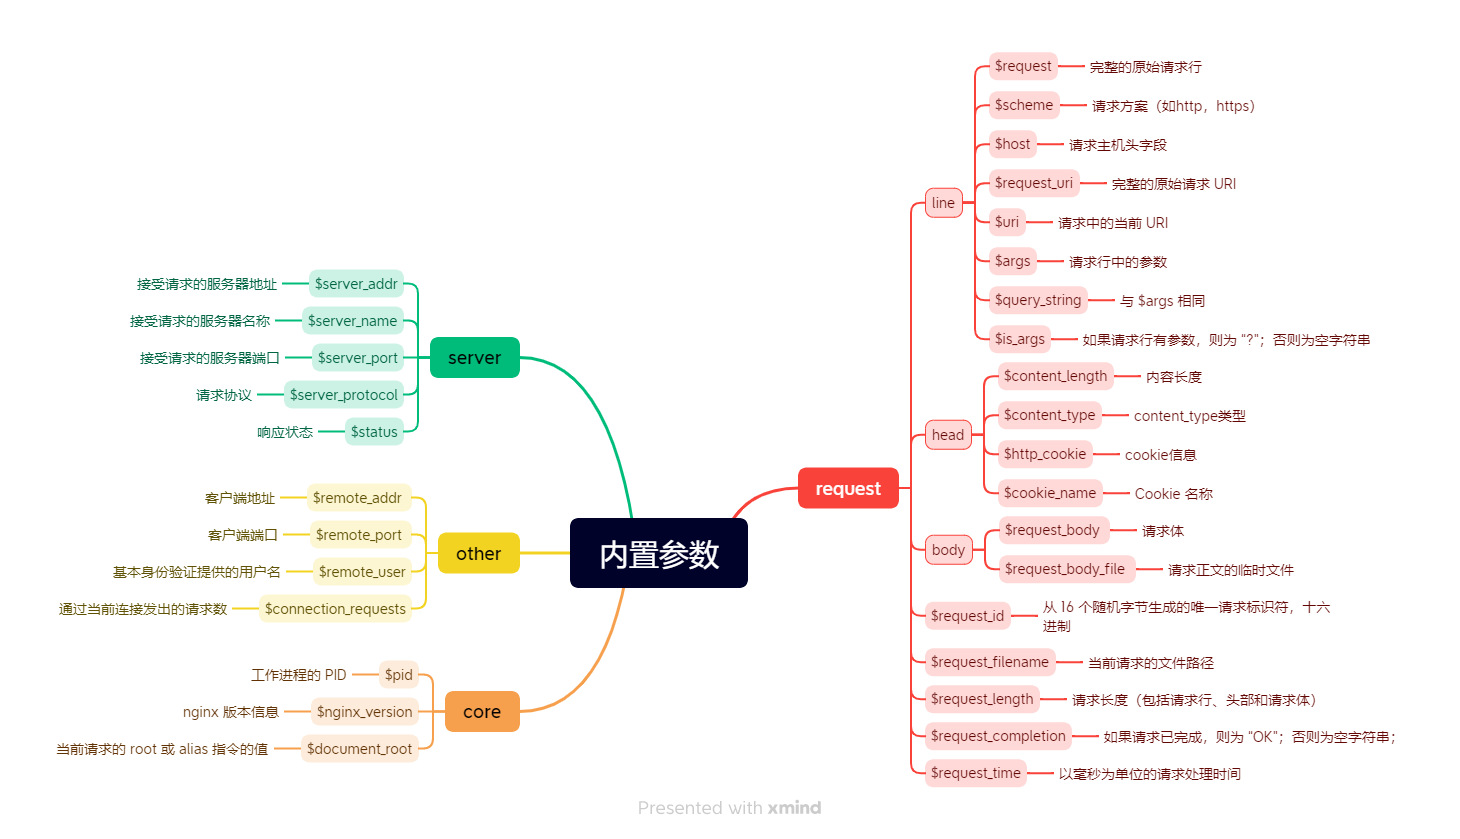 内置参数
request
line
$request
完整的原始请求行
$scheme
请求方案（如http，https）
$host
请求主机头字段
$request_uri
完整的原始请求 URI
$uri
请求中的当前 URI
$args
请求行中的参数
$query_string
与 $args 相同
$is_args
如果请求行有参数，则为 “?”；否则为空字符串
head
$content_length
内容长度
$content_type
content_type类型
$http_cookie
cookie信息
$cookie_name
Cookie 名称
body
$request_body
请求体
$request_body_file
请求正文的临时文件
$request_id
从 16 个随机字节生成的唯一请求标识符，十六
进制
$request_filename
当前请求的文件路径
$request_length
请求长度（包括请求行、头部和请求体）
$request_completion
如果请求已完成，则为 “OK”；否则为空字符串；
$request_time
以毫秒为单位的请求处理时间
server
接受请求的服务器地址
$server_addr
接受请求的服务器名称
$server_name
接受请求的服务器端口
$server_port
请求协议
$server_protocol
响应状态
$status
other
客户端地址
$remote_addr
客户端端口
$remote_port
基本身份验证提供的用户名
$remote_user
通过当前连接发出的请求数
$connection_requests
core
工作进程的 PID
$pid
nginx 版本信息
$nginx_version
当前请求的 root 或 alias 指令的值
$document_root
Presented with xmind